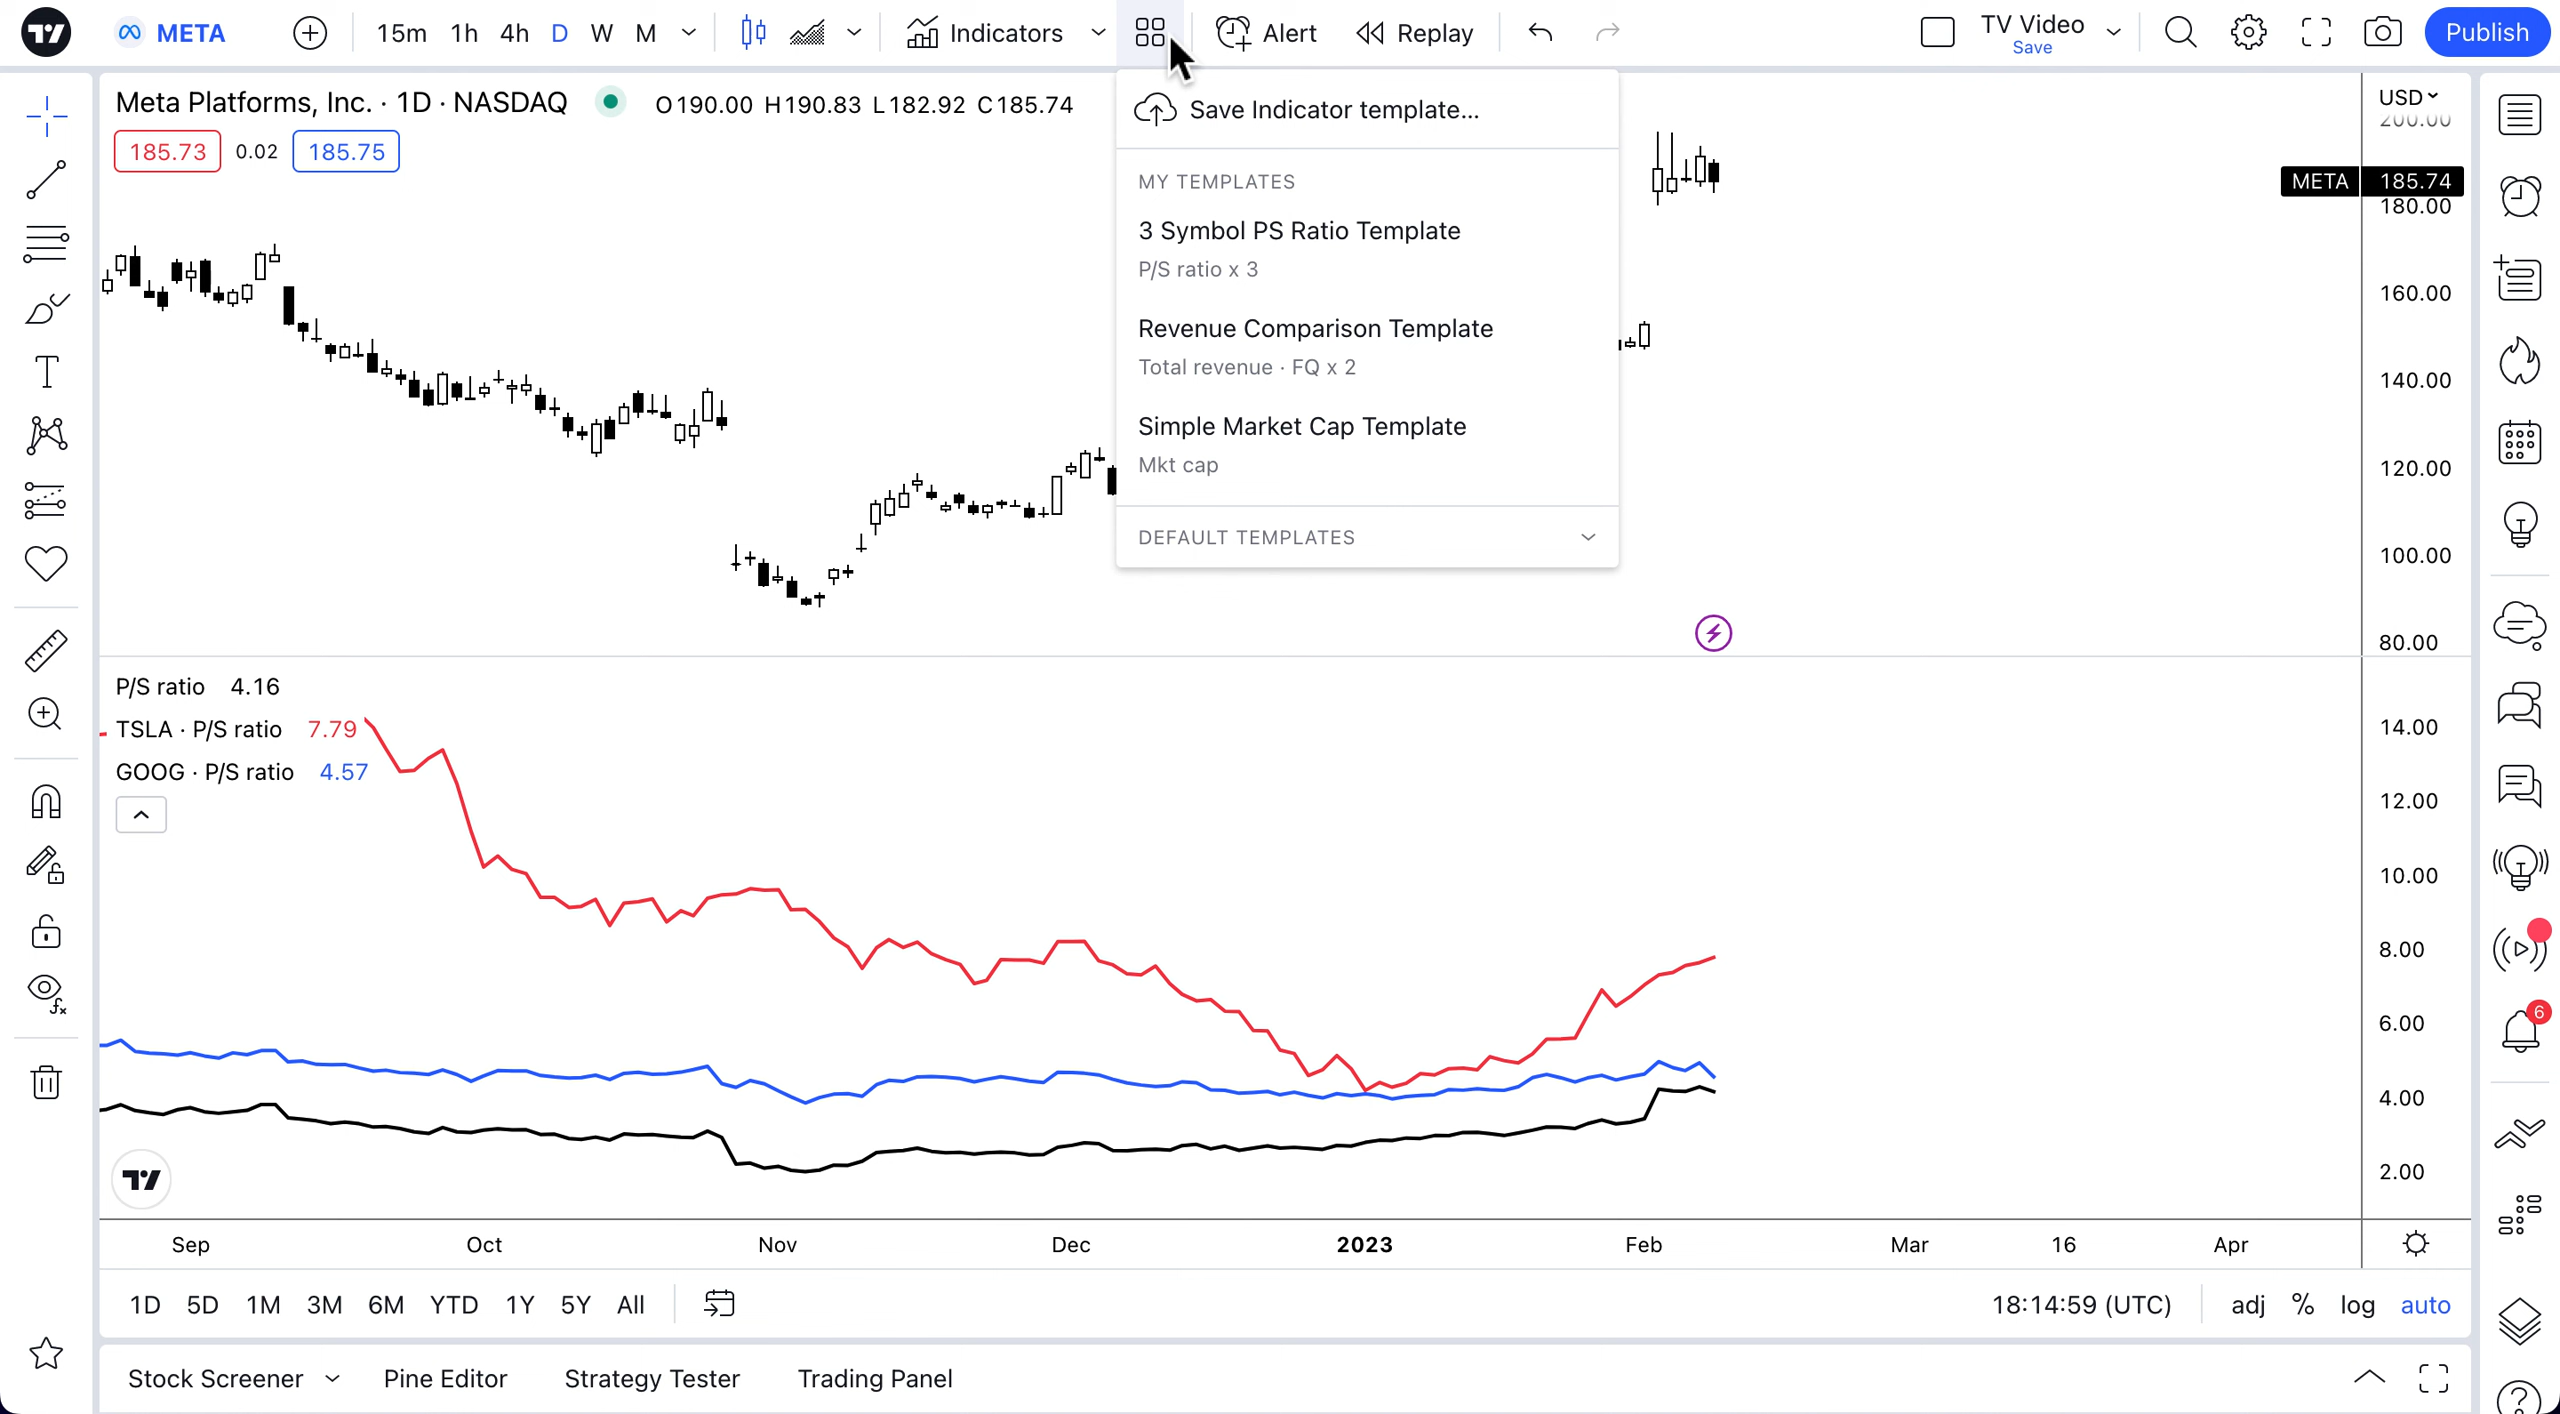 META 15m 1h 4h D W M Indicators Alert Replay TV Video Save Publish
Meta Platforms, Inc. · 1D · NASDAQ O190.00 H190.83 L182.92 C185.74
185.73 0.02 185.75
Save Indicator template...
MY TEMPLATES
3 Symbol PS Ratio Template
P/S ratio x 3
Revenue Comparison Template
Total revenue · FQ x 2
Simple Market Cap Template
Mkt cap
DEFAULT TEMPLATES
USD
200.00
META 185.74
180.00
160.00
140.00
120.00
100.00
80.00
P/S ratio 4.16
TSLA · P/S ratio 7.79
GOOG · P/S ratio 4.57
14.00
12.00
10.00
8.00
6.00
4.00
2.00
6
Sep Oct Nov Dec 2023 Feb Mar 16 Apr
1D 5D 1M 3M 6M YTD 1Y 5Y All 18:14:59 (UTC) adj % log auto
Stock Screener Pine Editor Strategy Tester Trading Panel